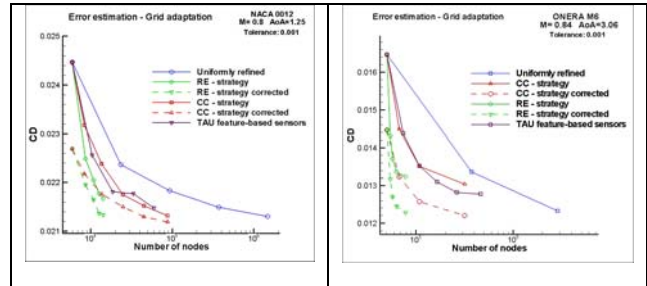 Error estimation - Grid adaptation
NACA 0012
M= 0.8 AoA=1.25
Tolerance: 0.001
0.025
0.024
0.023
0.022
0.021
CD
Uniformly refined
RE - strategy
RE - strategy corrected
CC - strategy
CC - strategy corrected
TAU feature-based sensors
Number of nodes
Error estimation - Grid adaptation
ONERA M6
M= 0.84 AoA=3.06
Tolerance: 0.001
0.016
0.015
0.014
0.013
0.012
CD
Uniformly refined
CC - strategy
CC - strategy corrected
RE - strategy
RE - strategy corrected
TAU feature-based sensors
Number of nodes